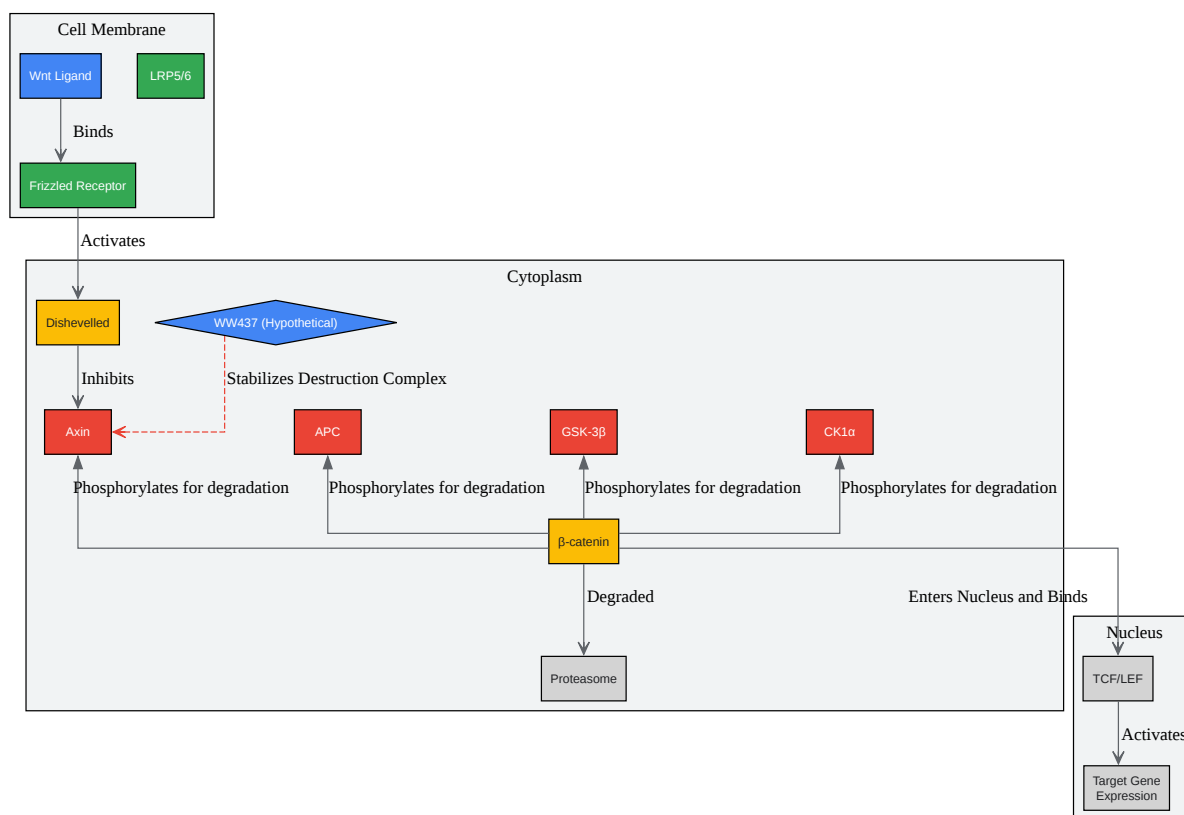 Cell Membrane
Wnt Ligand
LRP5/6
Binds
Frizzled Receptor
Activates
Cytoplasm
Dishevelled
WW437 (Hypothetical)
Inhibits
Stabilizes Destruction Complex
Axin
APC
GSK-3β
CK1α
Phosphorylates for degradation
Phosphorylates for degradation
Phosphorylates for degradation
Phosphorylates for degradation
β-catenin
Degraded
Enters Nucleus and Binds
Nucleus
Proteasome
TCF/LEF
Activates
Target Gene
Expression